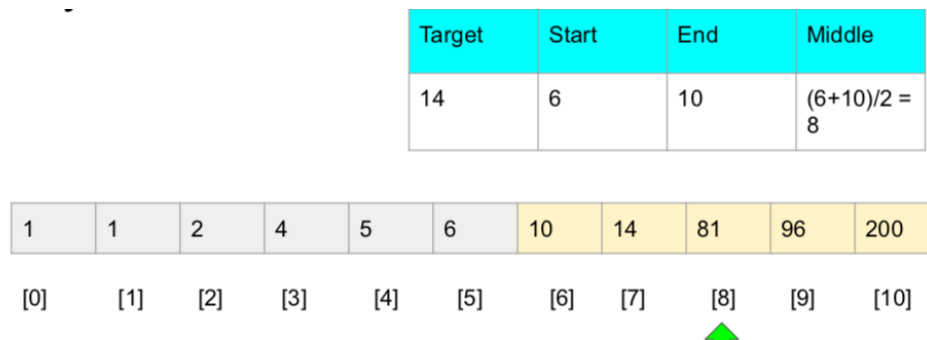 Target Start End Middle
14 6 10 (6+10)/2 =
8
1 1 2 4 5 6 10 14 81 96 200
[0] [1] [2] [3] [4] [5] [6] [7] [8] [9] [10]